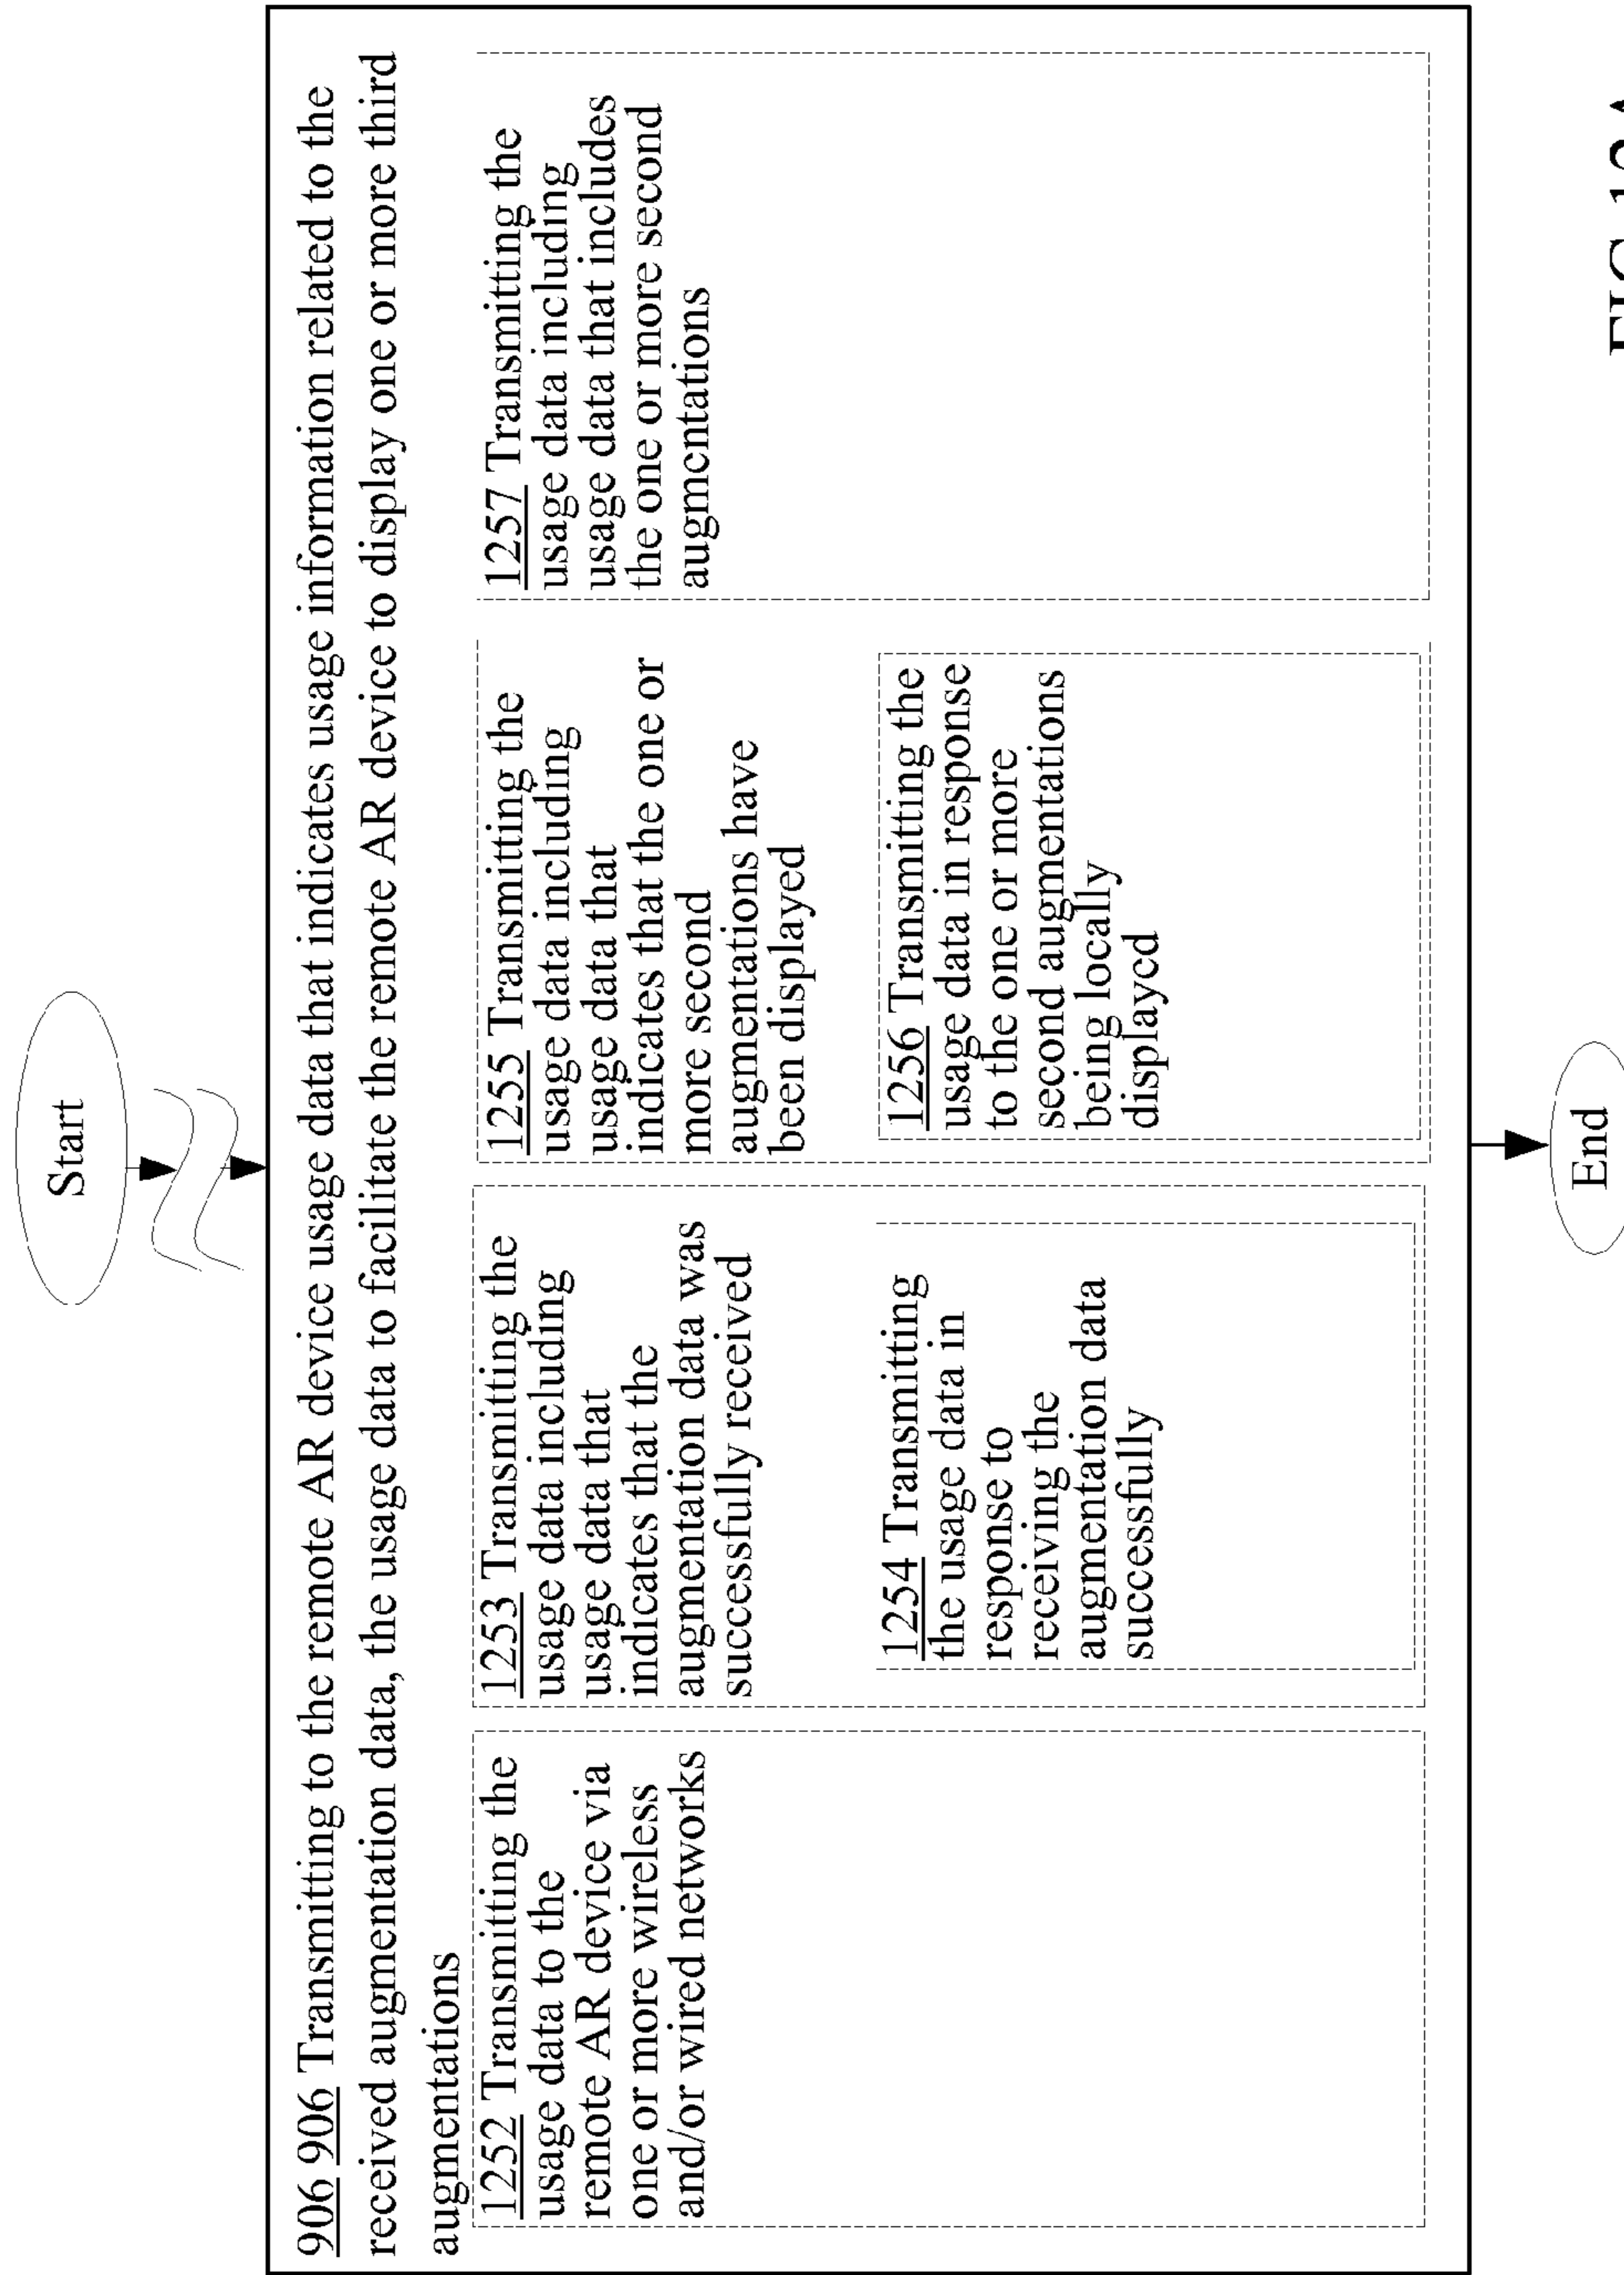 Start
906 906 Transmitting to the remote AR device usage data that indicates usage information related to the
received augmentation data, the usage data to facilitate the remote AR device to display one or more third
augmentations
1252 Transmitting the
usage data to the
remote AR device via
one or more wireless
and/or wired networks
1253 Transmitting the
usage data including
usage data that
indicates that the
augmentation data was
successfully received
1254 Transmitting
the usage data in
response to
receiving the
augmentation data
successfully
1255 Transmitting the
usage data including
usage data that
indicates that the one or
more second
augmentations have
been displayed
1256 Transmitting the
usage data in response
to the one or more
second augmentations
being locally
displayed
1257 Transmitting the
usage data including
usage data that includes
the one or more second
augmentations
End